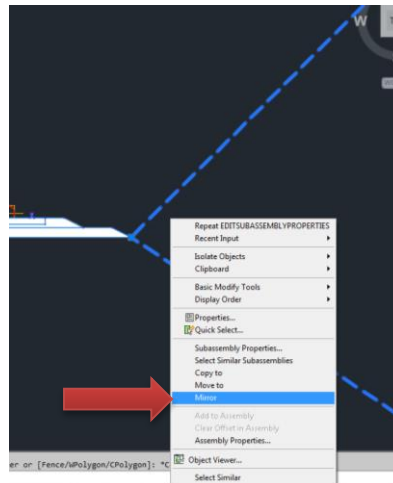 W
Repeat EDITSUBASSEMBLYPROPERTIES
Recent Input
Isolate Objects
Clipboard
Basic Modify Tools
Display Order
Properties...
Quick Select...
Subassembly Properties...
Select Similar Subassemblies
Copy to
Move to
Mirror
Add to Assembly
Clear Offset in Assembly
Assembly Properties...
er or [Fence/WPolygon/CPolygon]: *C
Object Viewer...
Select Similar